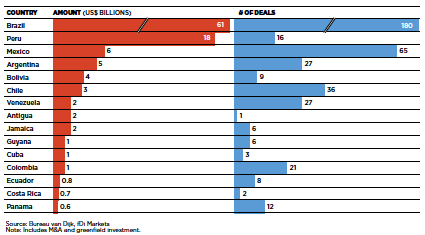 COUNTRY AMOUNT (US$ BILLIONS) # OF DEALS
Brazil 61 180
Peru 18 16
Mexico 6 65
Argentina 5 27
Bolivia 4 9
Chile 3 36
Venezuela 2 27
Antigua 2 1
Jamaica 2 6
Guyana 1 6
Cuba 1 3
Colombia 1 21
Ecuador 0.8 8
Costa Rica 0.7 2
Panama 0.6 12
Source: Bureau van Dijk, fDi Markets
Note: Includes M&A and greenfield investment.